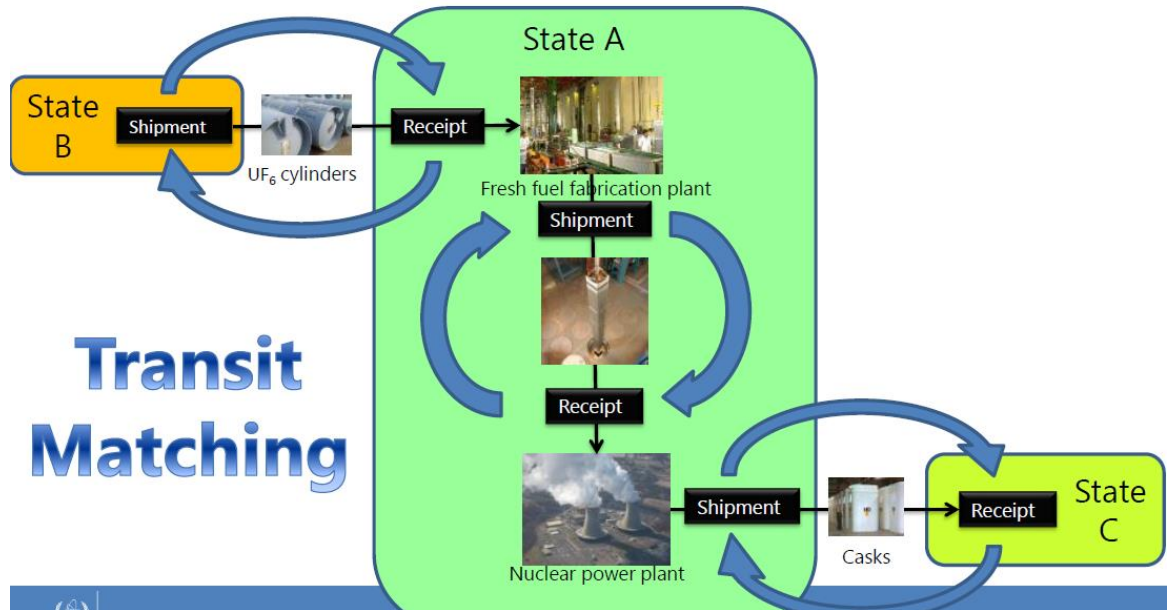 State A
State
B
Shipment
UF₆ cylinders
Receipt
Fresh fuel fabrication plant
Shipment
Transit
Matching
Receipt
Nuclear power plant
Shipment
Casks
Receipt
State
C